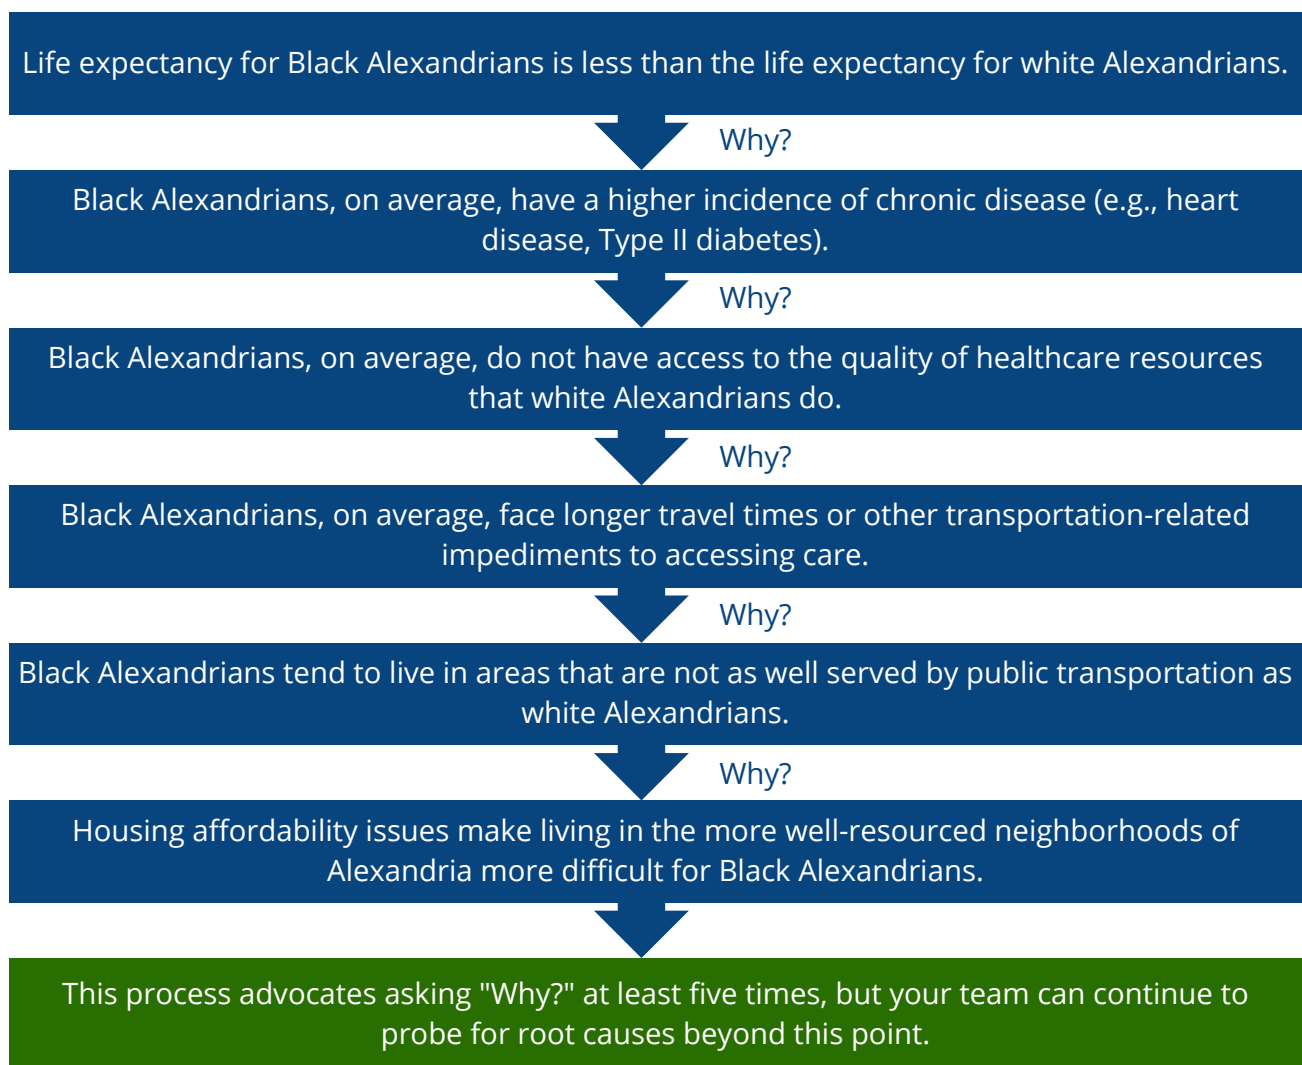 Life expectancy for Black Alexandrians is less than the life expectancy for white Alexandrians.
Why?
Black Alexandrians, on average, have a higher incidence of chronic disease (e.g., heart
disease, Type II diabetes).
Why?
Black Alexandrians, on average, do not have access to the quality of healthcare resources
that white Alexandrians do.
Why?
Black Alexandrians, on average, face longer travel times or other transportation-related
impediments to accessing care.
Why?
Black Alexandrians tend to live in areas that are not as well served by public transportation as
white Alexandrians.
Why?
Housing affordability issues make living in the more well-resourced neighborhoods of
Alexandria more difficult for Black Alexandrians.
This process advocates asking "Why?" at least five times, but your team can continue to
probe for root causes beyond this point.